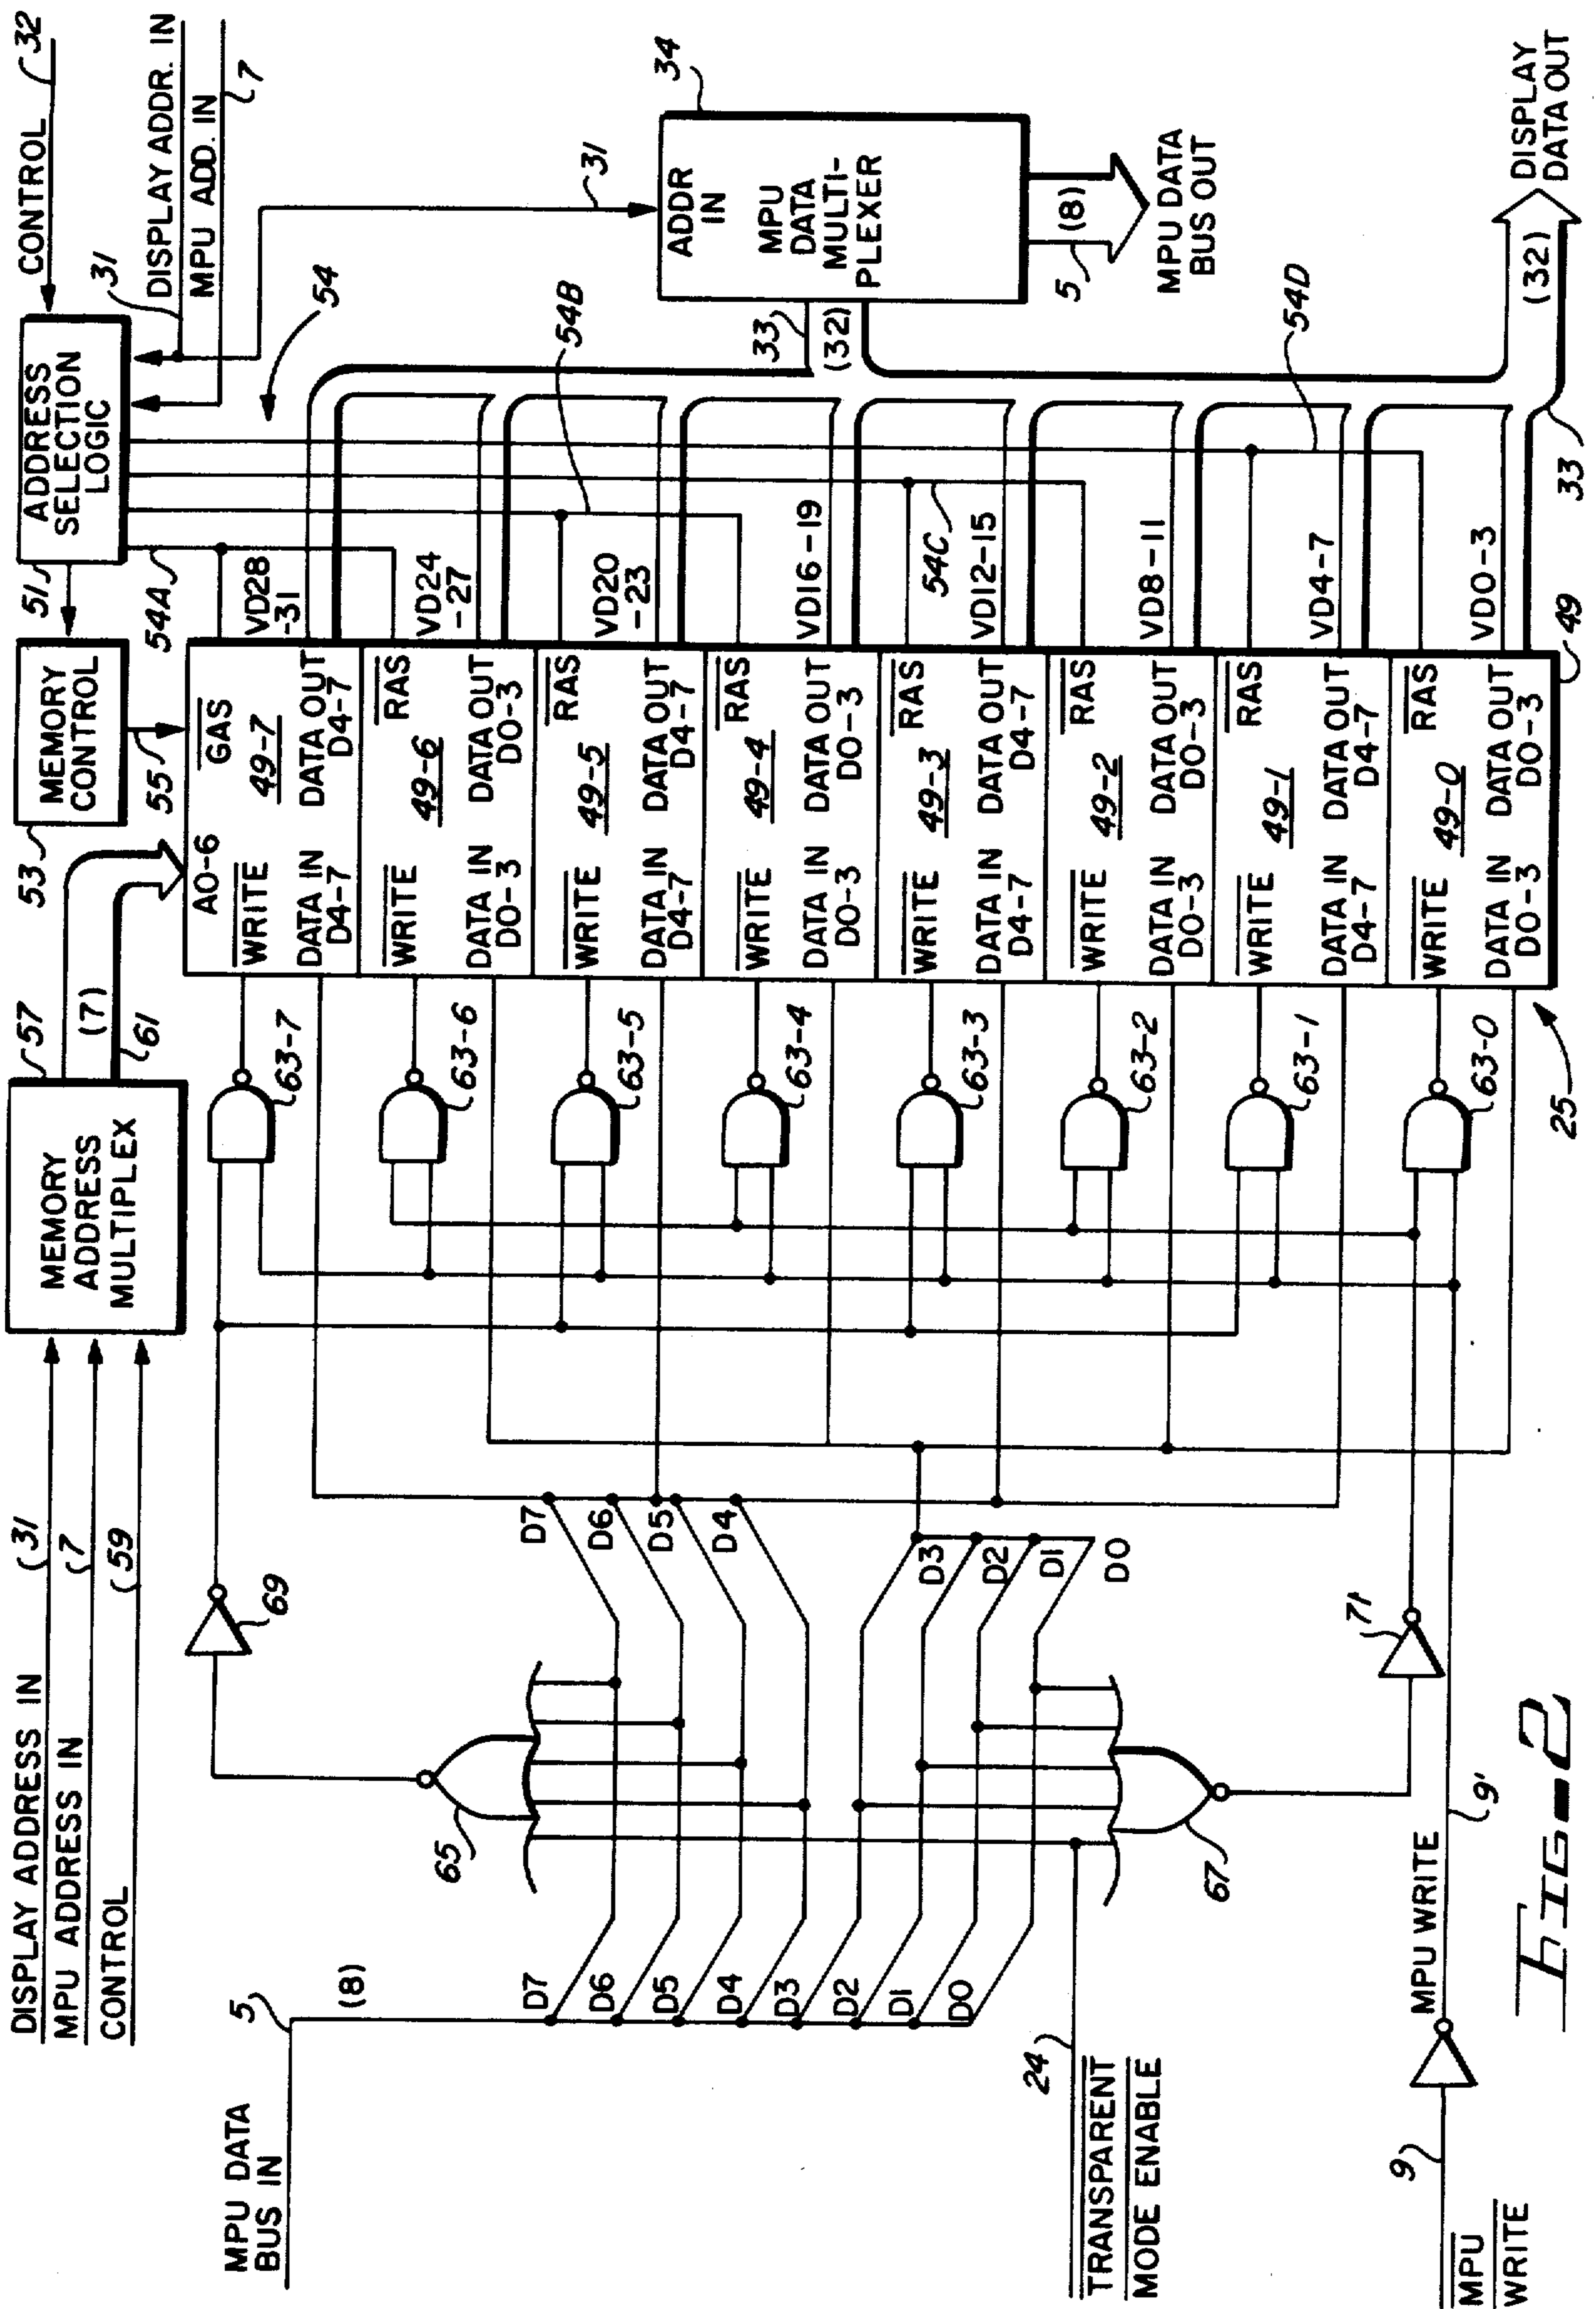 DISPLAY ADDRESS IN
31
MPU ADDRESS IN
7
CONTROL
59
MEMORY
ADDRESS
MULTIPLEX
57
(7)
61
53
MEMORY
CONTROL
55
51
ADDRESS
SELECTION
LOGIC
CONTROL
32
31
DISPLAY ADDR. IN
MPU ADD. IN
7
54A
54
54B
54C
54D
MPU DATA
BUS IN
5
(8)
D7
D6
D5
D4
D3
D2
D1
D0
D7
D6
D5
D4
D3
D2
D1
D0
65
67
69
71
TRANSPARENT
MODE ENABLE
24
MPU
WRITE
9
MPU WRITE
9'
63-7
63-6
63-5
63-4
63-3
63-2
63-1
63-0
25
A0-6
GAS
WRITE
49-7
DATA IN
D4-7
DATA OUT
D4-7
WRITE
49-6
RAS
DATA IN
D0-3
DATA OUT
D0-3
WRITE
49-5
RAS
DATA IN
D4-7
DATA OUT
D4-7
WRITE
49-4
RAS
DATA IN
D0-3
DATA OUT
D0-3
WRITE
49-3
RAS
DATA IN
D4-7
DATA OUT
D4-7
WRITE
49-2
RAS
DATA IN
D0-3
DATA OUT
D0-3
WRITE
49-1
RAS
DATA IN
D4-7
DATA OUT
D4-7
WRITE
49-0
RAS
DATA IN
D0-3
DATA OUT
D0-3
49
VD28
-31
VD24
-27
VD20
-23
VD16-19
VD12-15
VD8-11
VD4-7
VD0-3
33
(32)
31
34
ADDR
IN
MPU
DATA
MULTI-
PLEXER
5
(8)
MPU DATA
BUS OUT
(32)
33
DISPLAY
DATA OUT
FIG-2